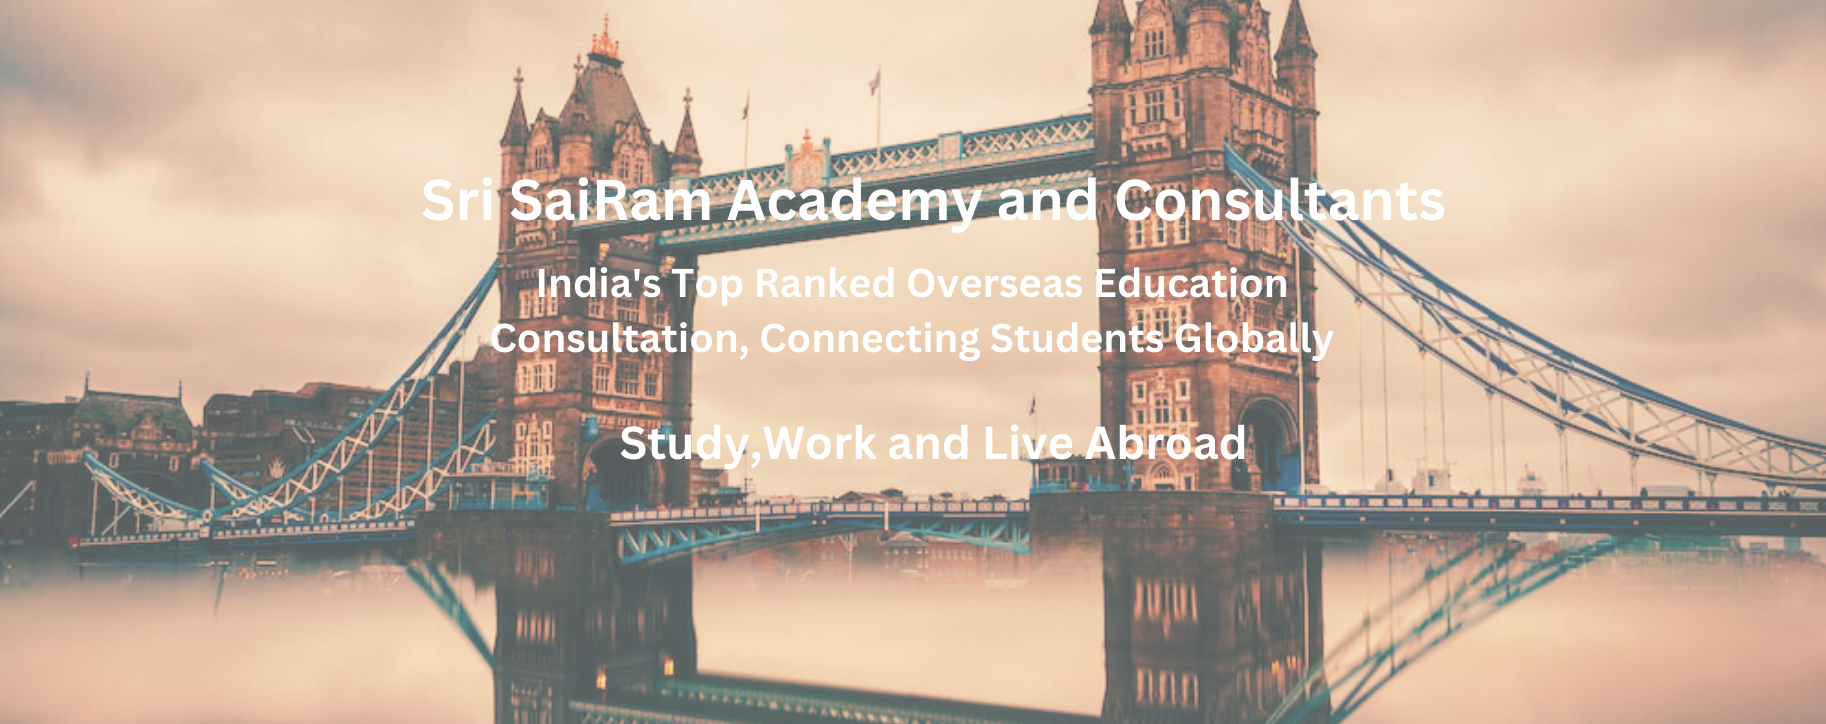 Sri SaiRam Academy and Consultants
India's Top Ranked Overseas Education
Consultation, Connecting Students Globally
Study,Work and Live Abroad